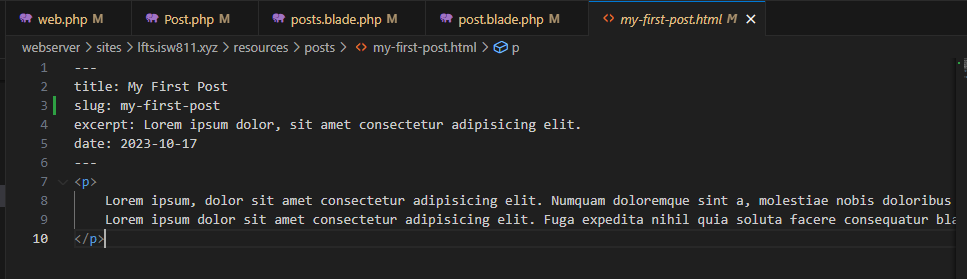 web.php M Post.php M posts.blade.php M post.blade.php M my-first-post.html M
webserver > sites > lfts.isw811.xyz > resources > posts > my-first-post.html > p
1 ---
2 title: My First Post
3 slug: my-first-post
4 excerpt: Lorem ipsum dolor, sit amet consectetur adipisicing elit.
5 date: 2023-10-17
6 ---
7 <p>
8 Lorem ipsum, dolor sit amet consectetur adipisicing elit. Numquam doloremque sint a, molestiae nobis doloribus
9 Lorem ipsum dolor sit amet consectetur adipisicing elit. Fuga expedita nihil quia soluta facere consequatur bla
10 </p>